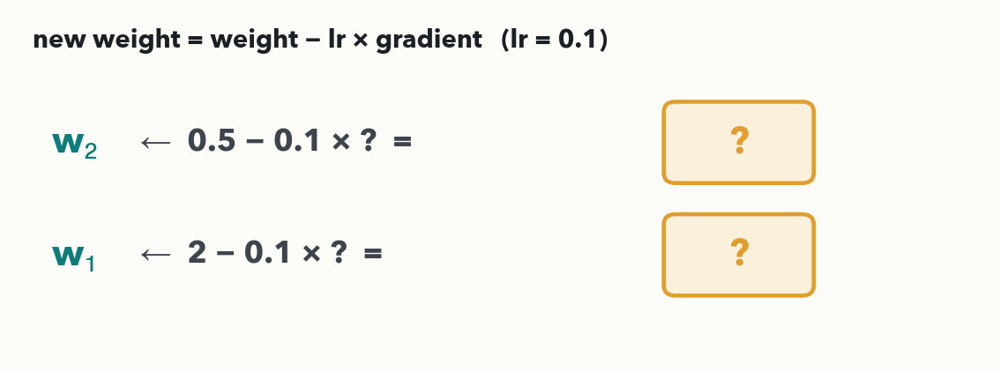 new weight = weight − lr × gradient (lr = 0.1)
w₂ ← 0.5 − 0.1 × ? = ?
w₁ ← 2 − 0.1 × ? = ?